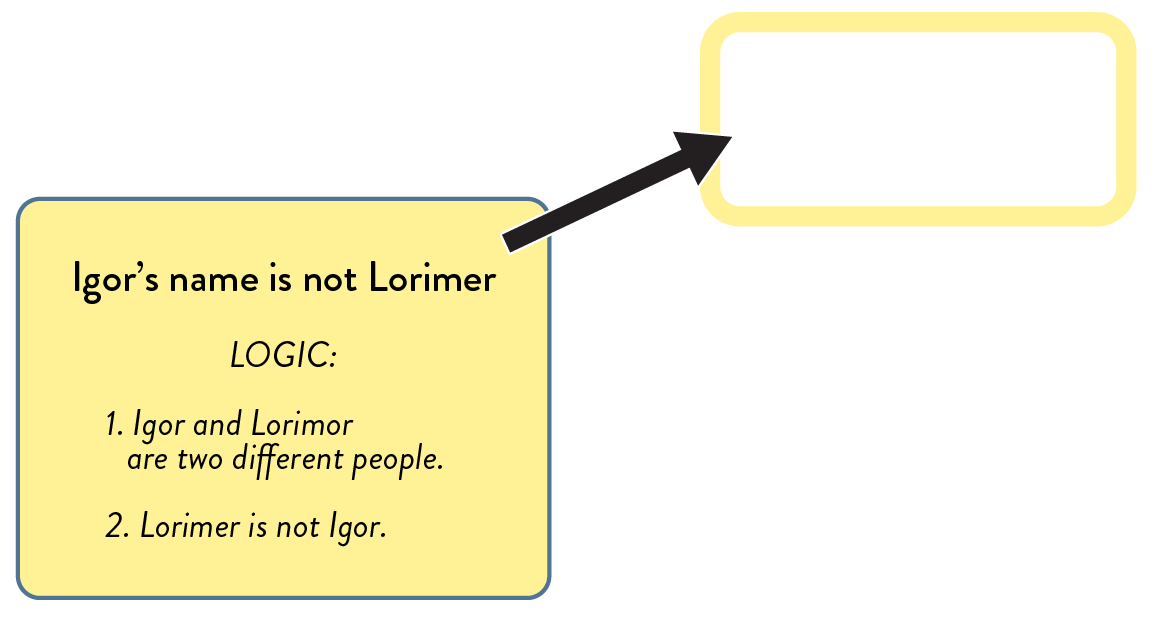 Igor’s name is not Lorimer
LOGIC:
1. Igor and Lorimor
are two different people.
2. Lorimer is not Igor.